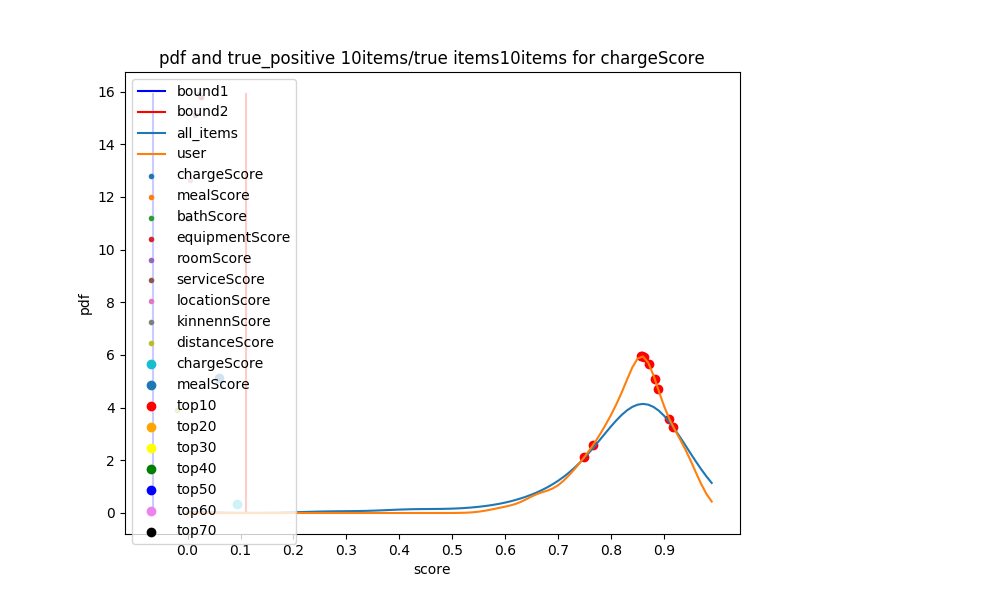 pdf and true_positive 10items/true items10items for chargeScore
16
14
12
10
8
6
4
2
0
pdf
bound1
bound2
all_items
user
chargeScore
mealScore
bathScore
equipmentScore
roomScore
serviceScore
locationScore
kinnennScore
distanceScore
chargeScore
mealScore
top10
top20
top30
top40
top50
top60
top70
0.0 0.1 0.2 0.3 0.4 0.5 0.6 0.7 0.8 0.9
score